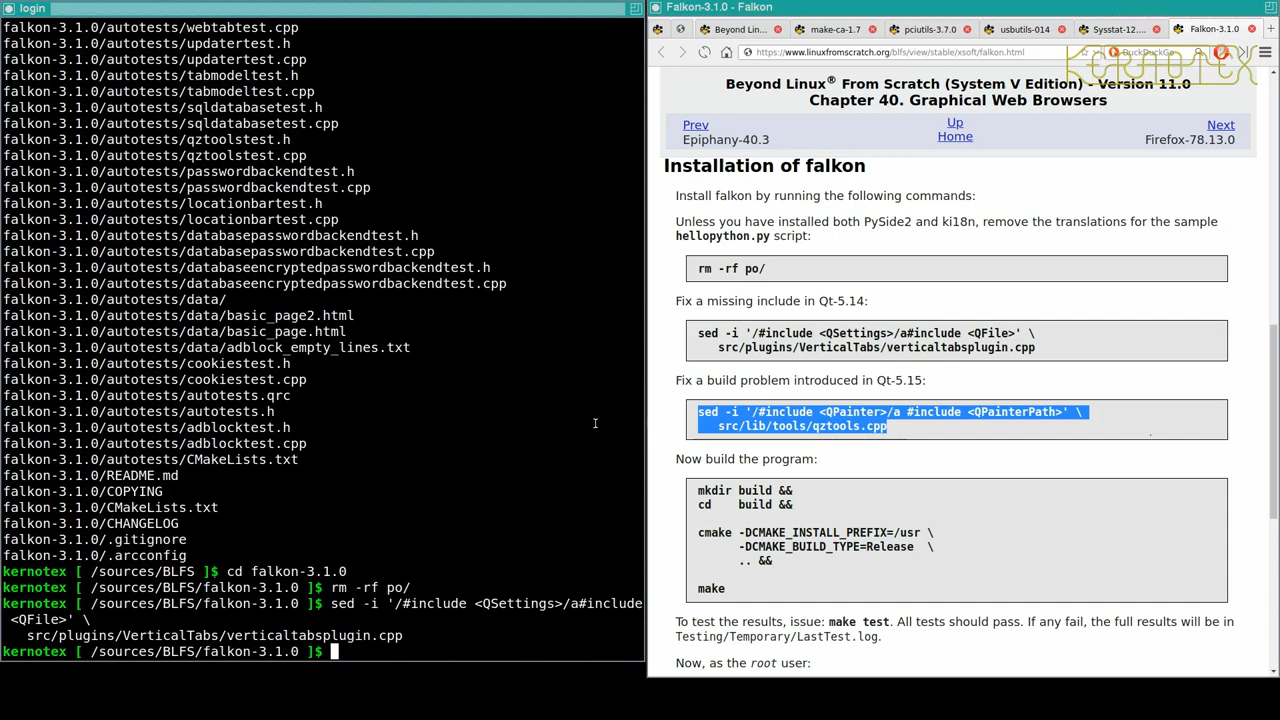 login
falkon-3.1.0/autotests/webtabtest.cpp
falkon-3.1.0/autotests/updatertest.h
falkon-3.1.0/autotests/updatertest.cpp
falkon-3.1.0/autotests/tabmodeltest.h
falkon-3.1.0/autotests/tabmodeltest.cpp
falkon-3.1.0/autotests/sqldatabasetest.h
falkon-3.1.0/autotests/sqldatabasetest.cpp
falkon-3.1.0/autotests/qztoolstest.h
falkon-3.1.0/autotests/qztoolstest.cpp
falkon-3.1.0/autotests/passwordbackendtest.h
falkon-3.1.0/autotests/passwordbackendtest.cpp
falkon-3.1.0/autotests/locationbartest.h
falkon-3.1.0/autotests/locationbartest.cpp
falkon-3.1.0/autotests/databasepasswordbackendtest.h
falkon-3.1.0/autotests/databasepasswordbackendtest.cpp
falkon-3.1.0/autotests/databaseencryptedpasswordbackendtest.h
falkon-3.1.0/autotests/databaseencryptedpasswordbackendtest.cpp
falkon-3.1.0/autotests/data/
falkon-3.1.0/autotests/data/basic_page2.html
falkon-3.1.0/autotests/data/basic_page.html
falkon-3.1.0/autotests/data/adblock_empty_lines.txt
falkon-3.1.0/autotests/cookiestest.h
falkon-3.1.0/autotests/cookiestest.cpp
falkon-3.1.0/autotests/autotests.qrc
falkon-3.1.0/autotests/autotests.h
falkon-3.1.0/autotests/adblocktest.h
falkon-3.1.0/autotests/adblocktest.cpp
falkon-3.1.0/autotests/CMakeLists.txt
falkon-3.1.0/README.md
falkon-3.1.0/COPYING
falkon-3.1.0/CMakeLists.txt
falkon-3.1.0/CHANGELOG
falkon-3.1.0/.gitignore
falkon-3.1.0/.arcconfig
kernotex [ /sources/BLFS ]$ cd falkon-3.1.0
kernotex [ /sources/BLFS/falkon-3.1.0 ]$ rm -rf po/
kernotex [ /sources/BLFS/falkon-3.1.0 ]$ sed -i '/#include <QSettings>/a#include
<QFile>' \
src/plugins/VerticalTabs/verticaltabsplugin.cpp
kernotex [ /sources/BLFS/falkon-3.1.0 ]$
Falkon-3.1.0 - Falkon
Beyond Lin make-ca-1.7 pciutils-3.7.0 usbutils-014 Sysstat-12.... Falkon-3.1.0
https://www.linuxfromscratch.org/blfs/view/stable/xsoft/falkon.html DuckDuckGo
KERNOTEX
Beyond Linux® From Scratch (System V Edition) - Version 11.0
Chapter 40. Graphical Web Browsers
Prev Up Next
Epiphany-40.3 Home Firefox-78.13.0
Installation of falkon
Install falkon by running the following commands:
Unless you have installed both PySide2 and ki18n, remove the translations for the sample
hellopython.py script:
rm -rf po/
Fix a missing include in Qt-5.14:
sed -i '/#include <QSettings>/a#include <QFile>' \
src/plugins/VerticalTabs/verticaltabsplugin.cpp
Fix a build problem introduced in Qt-5.15:
sed -i '/#include <QPainter>/a #include <QPainterPath>' \
src/lib/tools/qztools.cpp
Now build the program:
mkdir build &&
cd build &&
cmake -DCMAKE_INSTALL_PREFIX=/usr \
-DCMAKE_BUILD_TYPE=Release \
.. &&
make
To test the results, issue: make test. All tests should pass. If any fail, the full results will be in
Testing/Temporary/LastTest.log.
Now, as the root user: